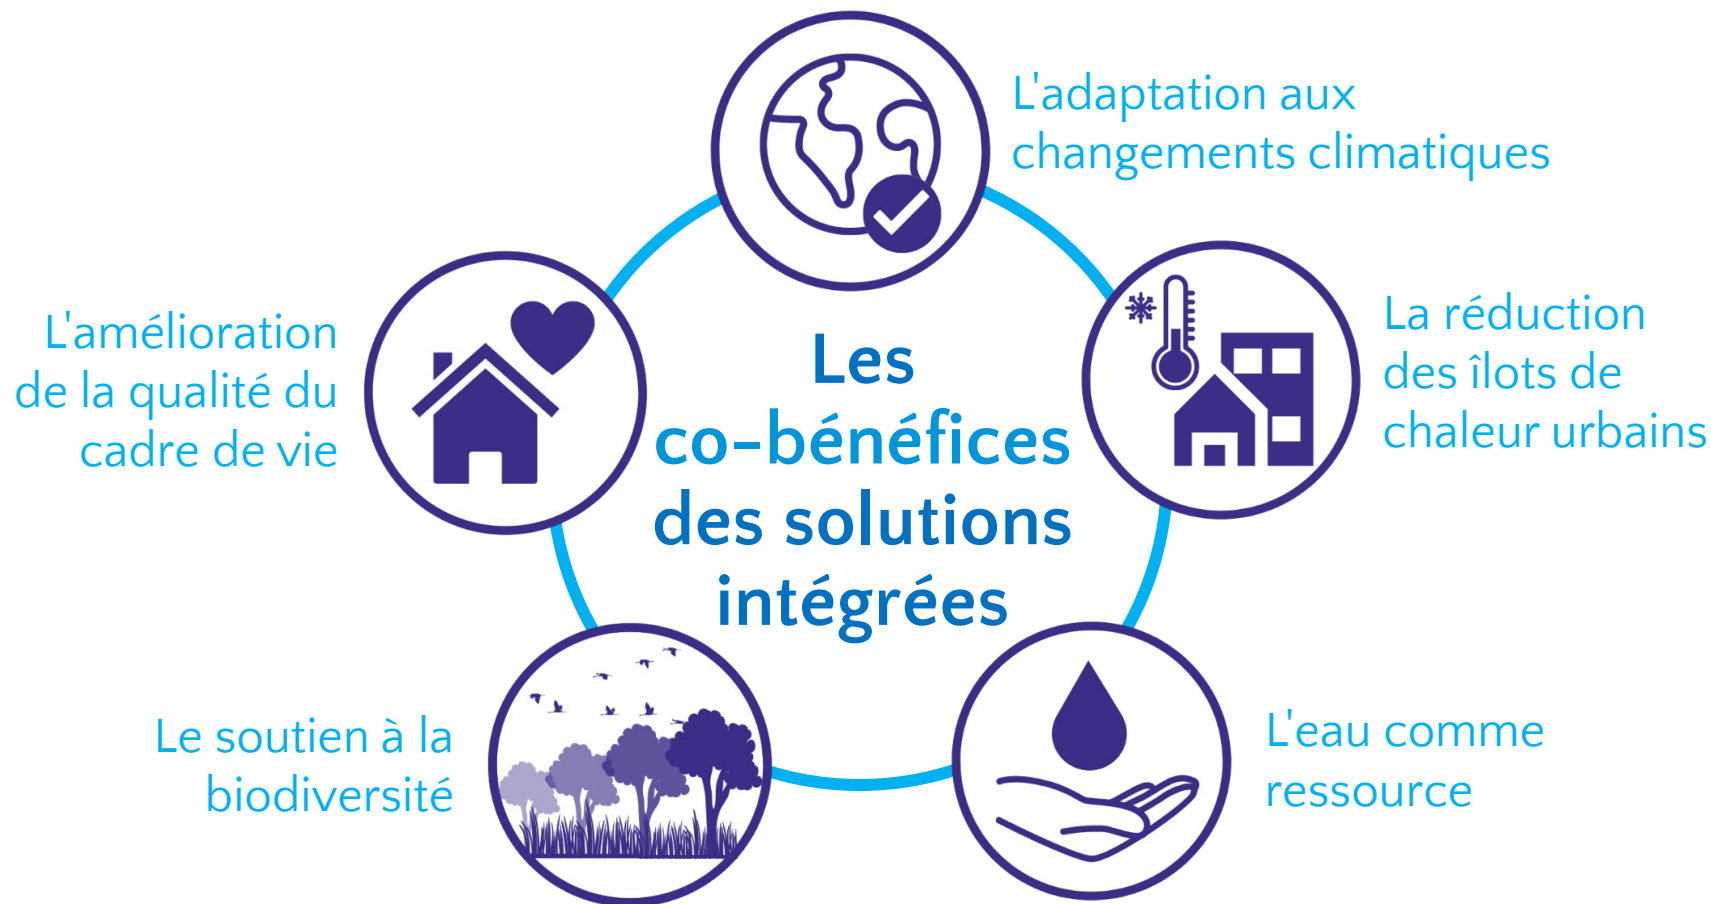 Les
co-bénéfices
des solutions
intégrées
L'adaptation aux
changements climatiques
La réduction
des îlots de
chaleur urbains
L'eau comme
ressource
Le soutien à la
biodiversité
L'amélioration
de la qualité du
cadre de vie